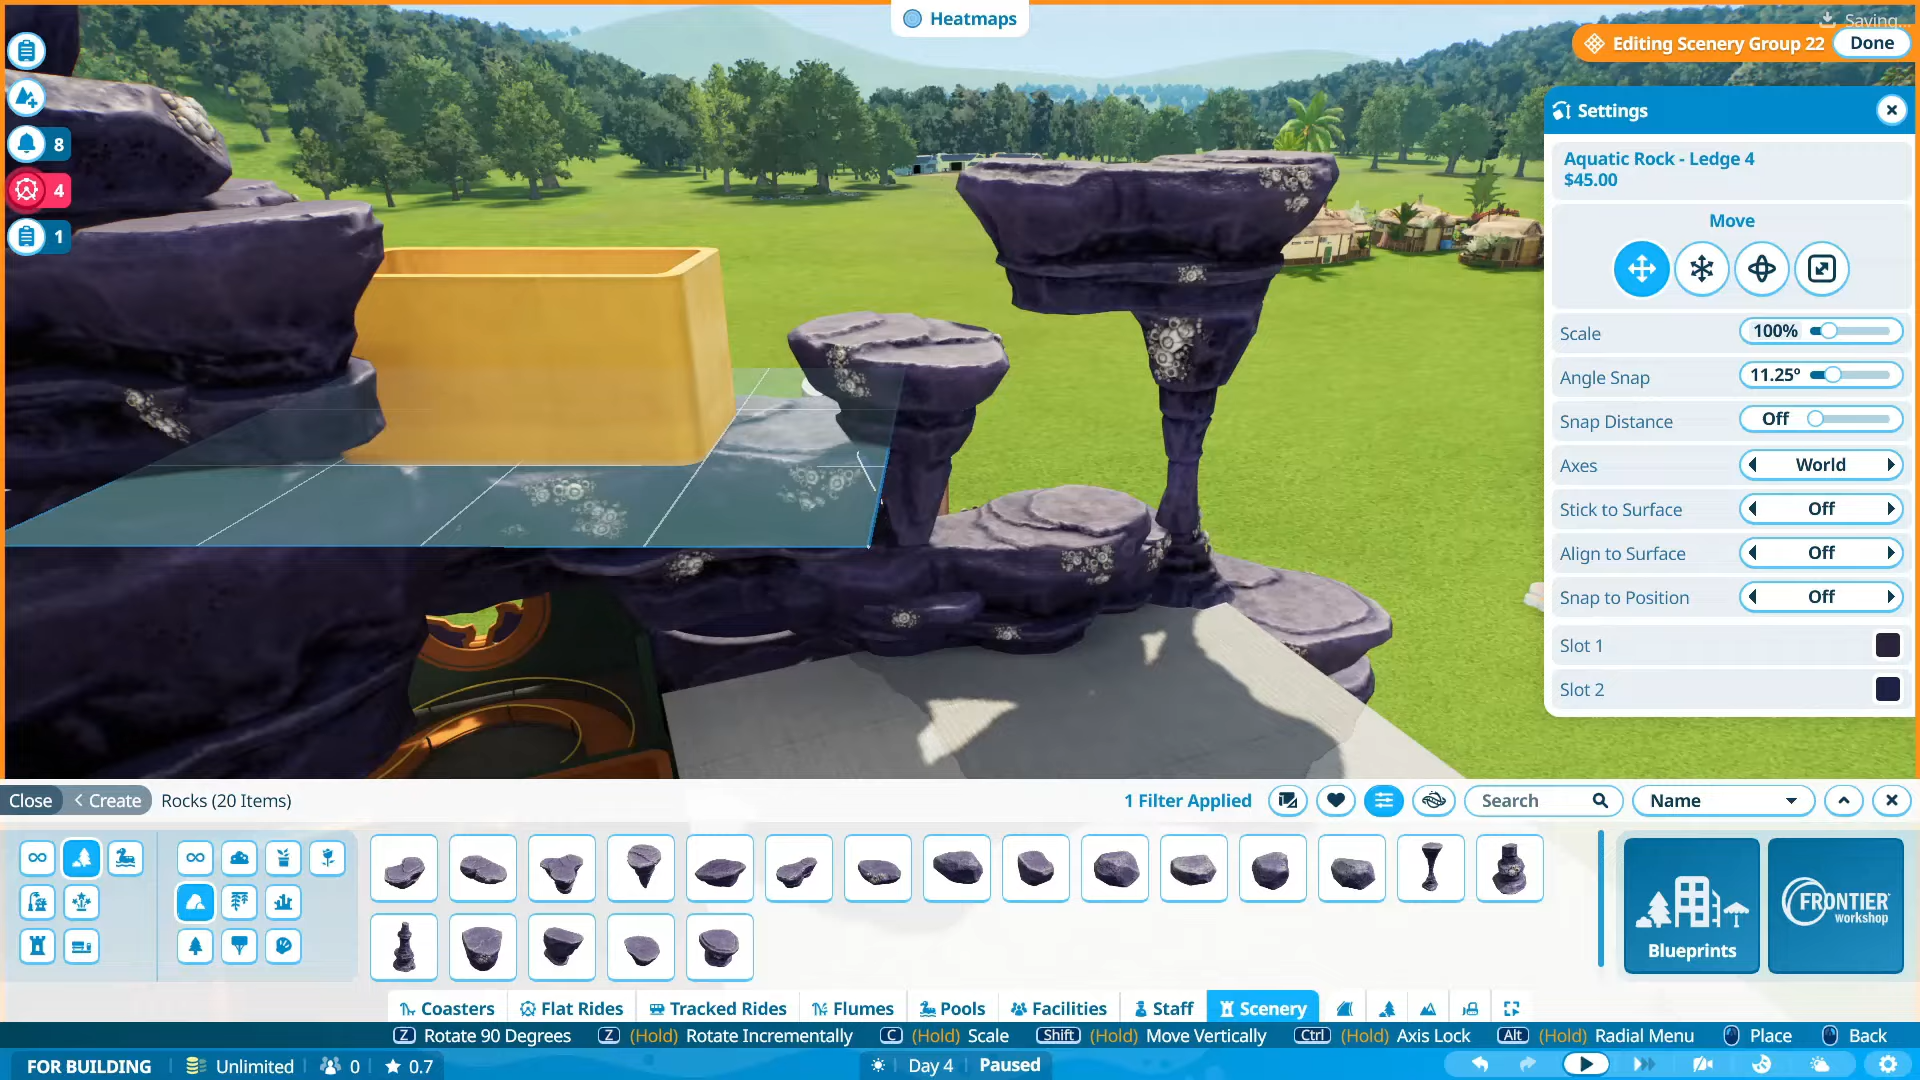 Heatmaps
Saving...
Editing Scenery Group 22
Done
8
4
1
Settings
Aquatic Rock - Ledge 4
$45.00
Move
Scale
100%
Angle Snap
11.25°
Snap Distance
Off
Axes
World
Stick to Surface
Off
Align to Surface
Off
Snap to Position
Off
Slot 1
Slot 2
Close
Create
Rocks (20 Items)
1 Filter Applied
Search
Name
Blueprints
FRONTIER
workshop
Coasters
Flat Rides
Tracked Rides
Flumes
Pools
Facilities
Staff
Scenery
Z Rotate 90 Degrees
Z (Hold) Rotate Incrementally
C (Hold) Scale
Shift (Hold) Move Vertically
Ctrl (Hold) Axis Lock
Alt (Hold) Radial Menu
Place
Back
FOR BUILDING
Unlimited
0
0.7
Day 4
Paused